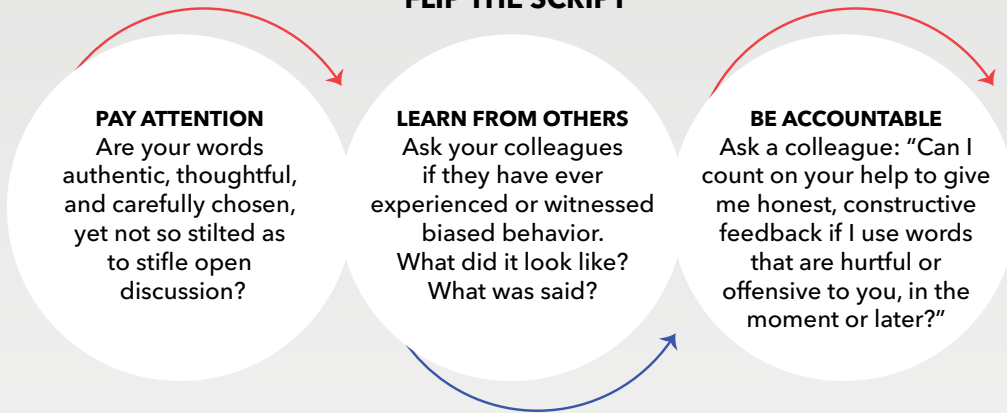 FLIP THE SCRIPT
PAY ATTENTION
Are your words
authentic, thoughtful,
and carefully chosen,
yet not so stilted as
to stifle open
discussion?
LEARN FROM OTHERS
Ask your colleagues
if they have ever
experienced or witnessed
biased behavior.
What did it look like?
What was said?
BE ACCOUNTABLE
Ask a colleague: “Can I
count on your help to give
me honest, constructive
feedback if I use words
that are hurtful or
offensive to you, in the
moment or later?”